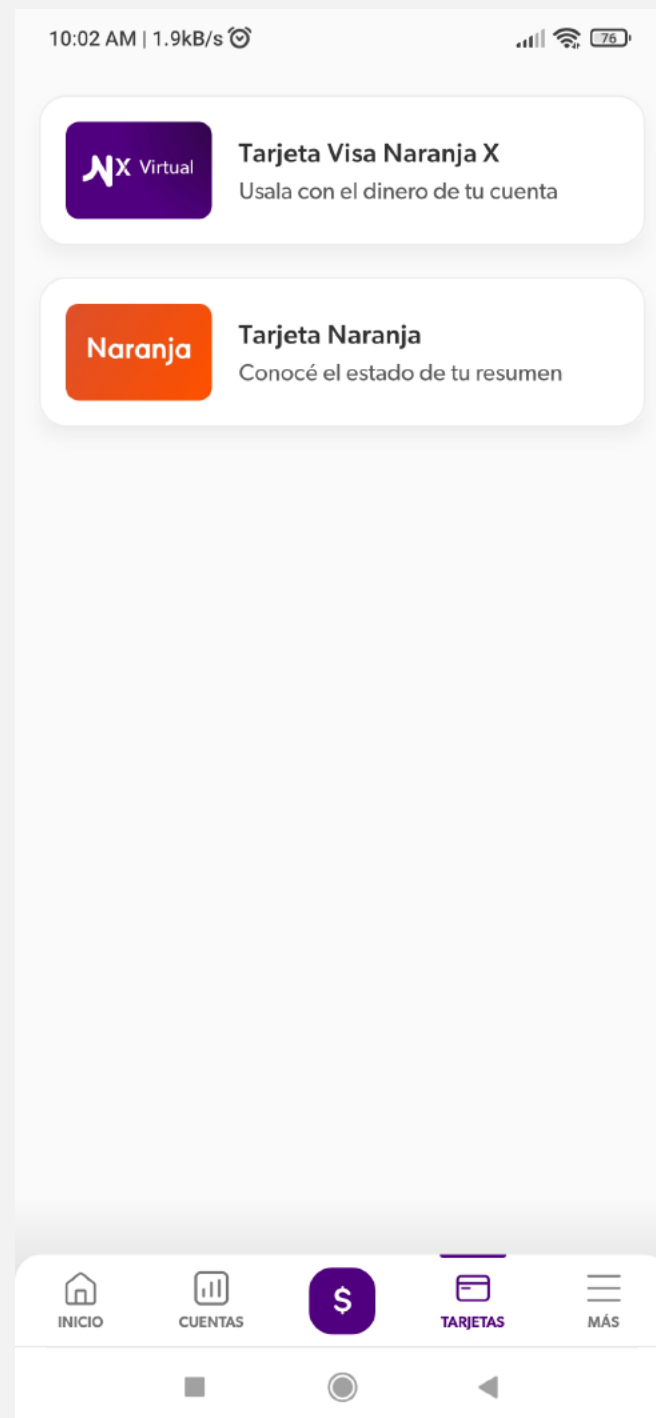 10:02 AM | 1.9kB/s
76
NX Virtual
Tarjeta Visa Naranja X
Usala con el dinero de tu cuenta
Naranja
Tarjeta Naranja
Conocé el estado de tu resumen
$
INICIO CUENTAS TARJETAS MÁS